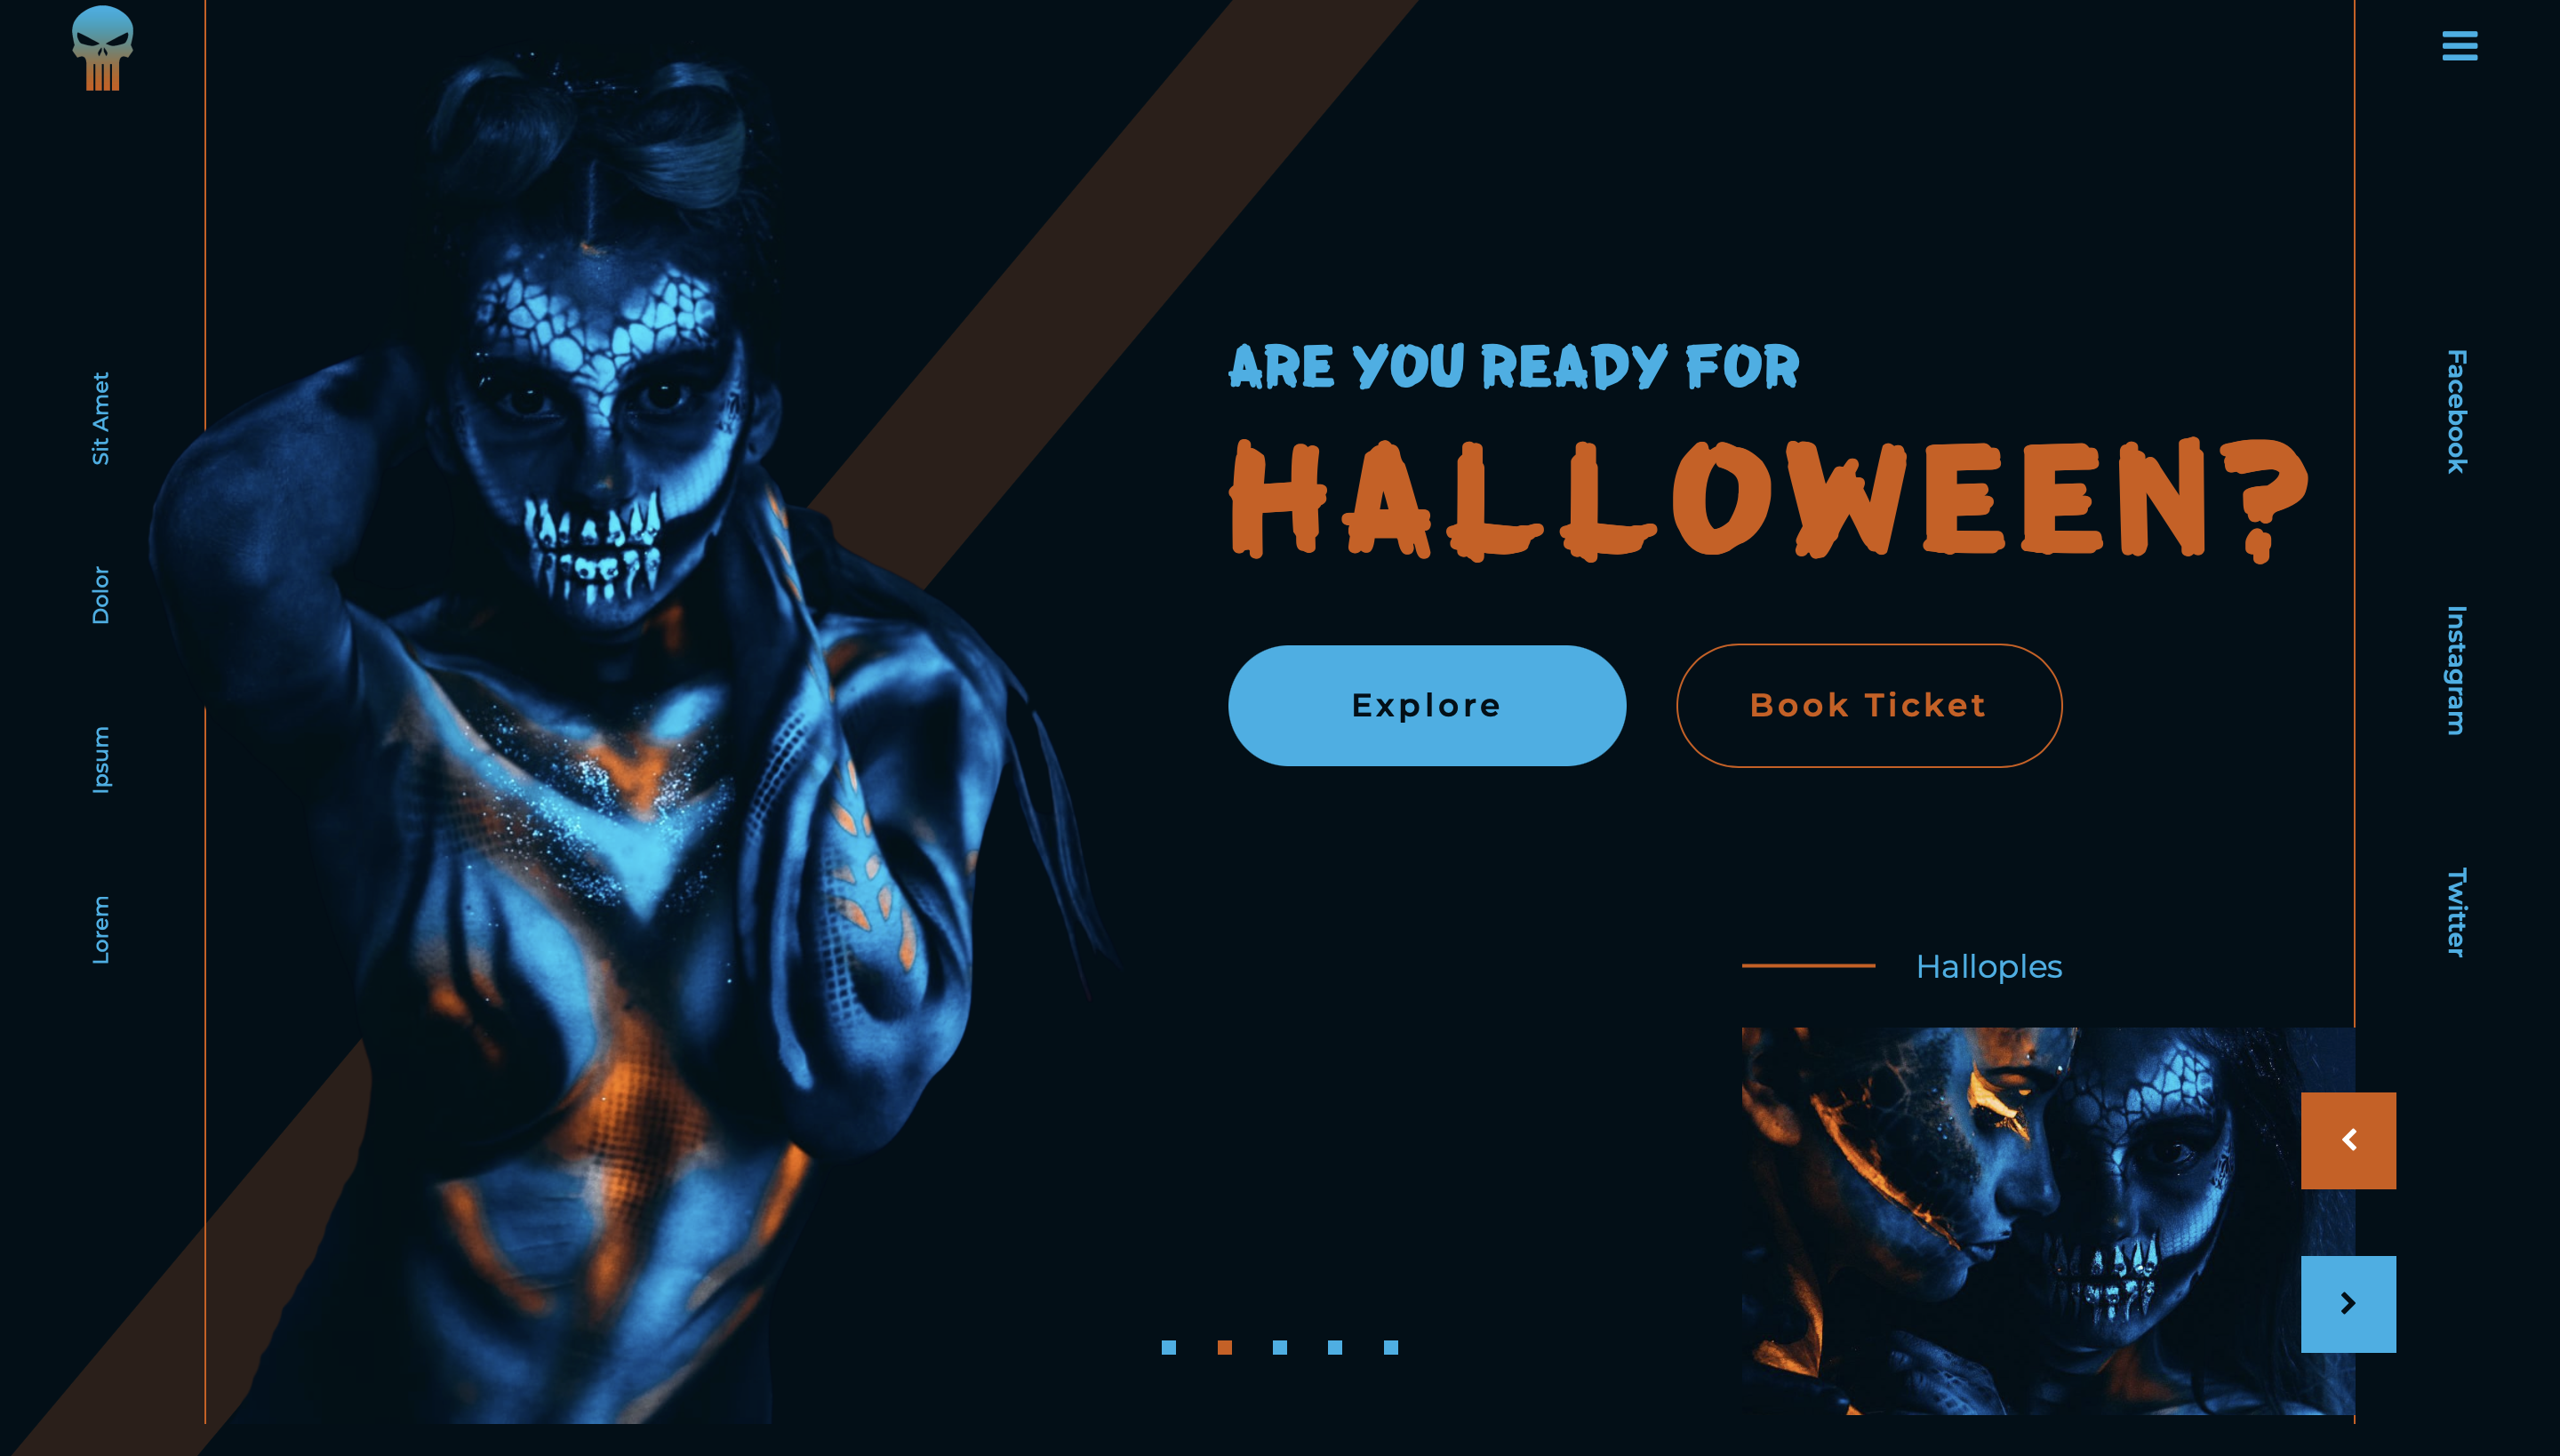 Sit Amet
Dolor
Ipsum
Lorem
ARE YOU READY FOR
HALLOWEEN?
Explore
Book Ticket
Halloples
Facebook
Instagram
Twitter